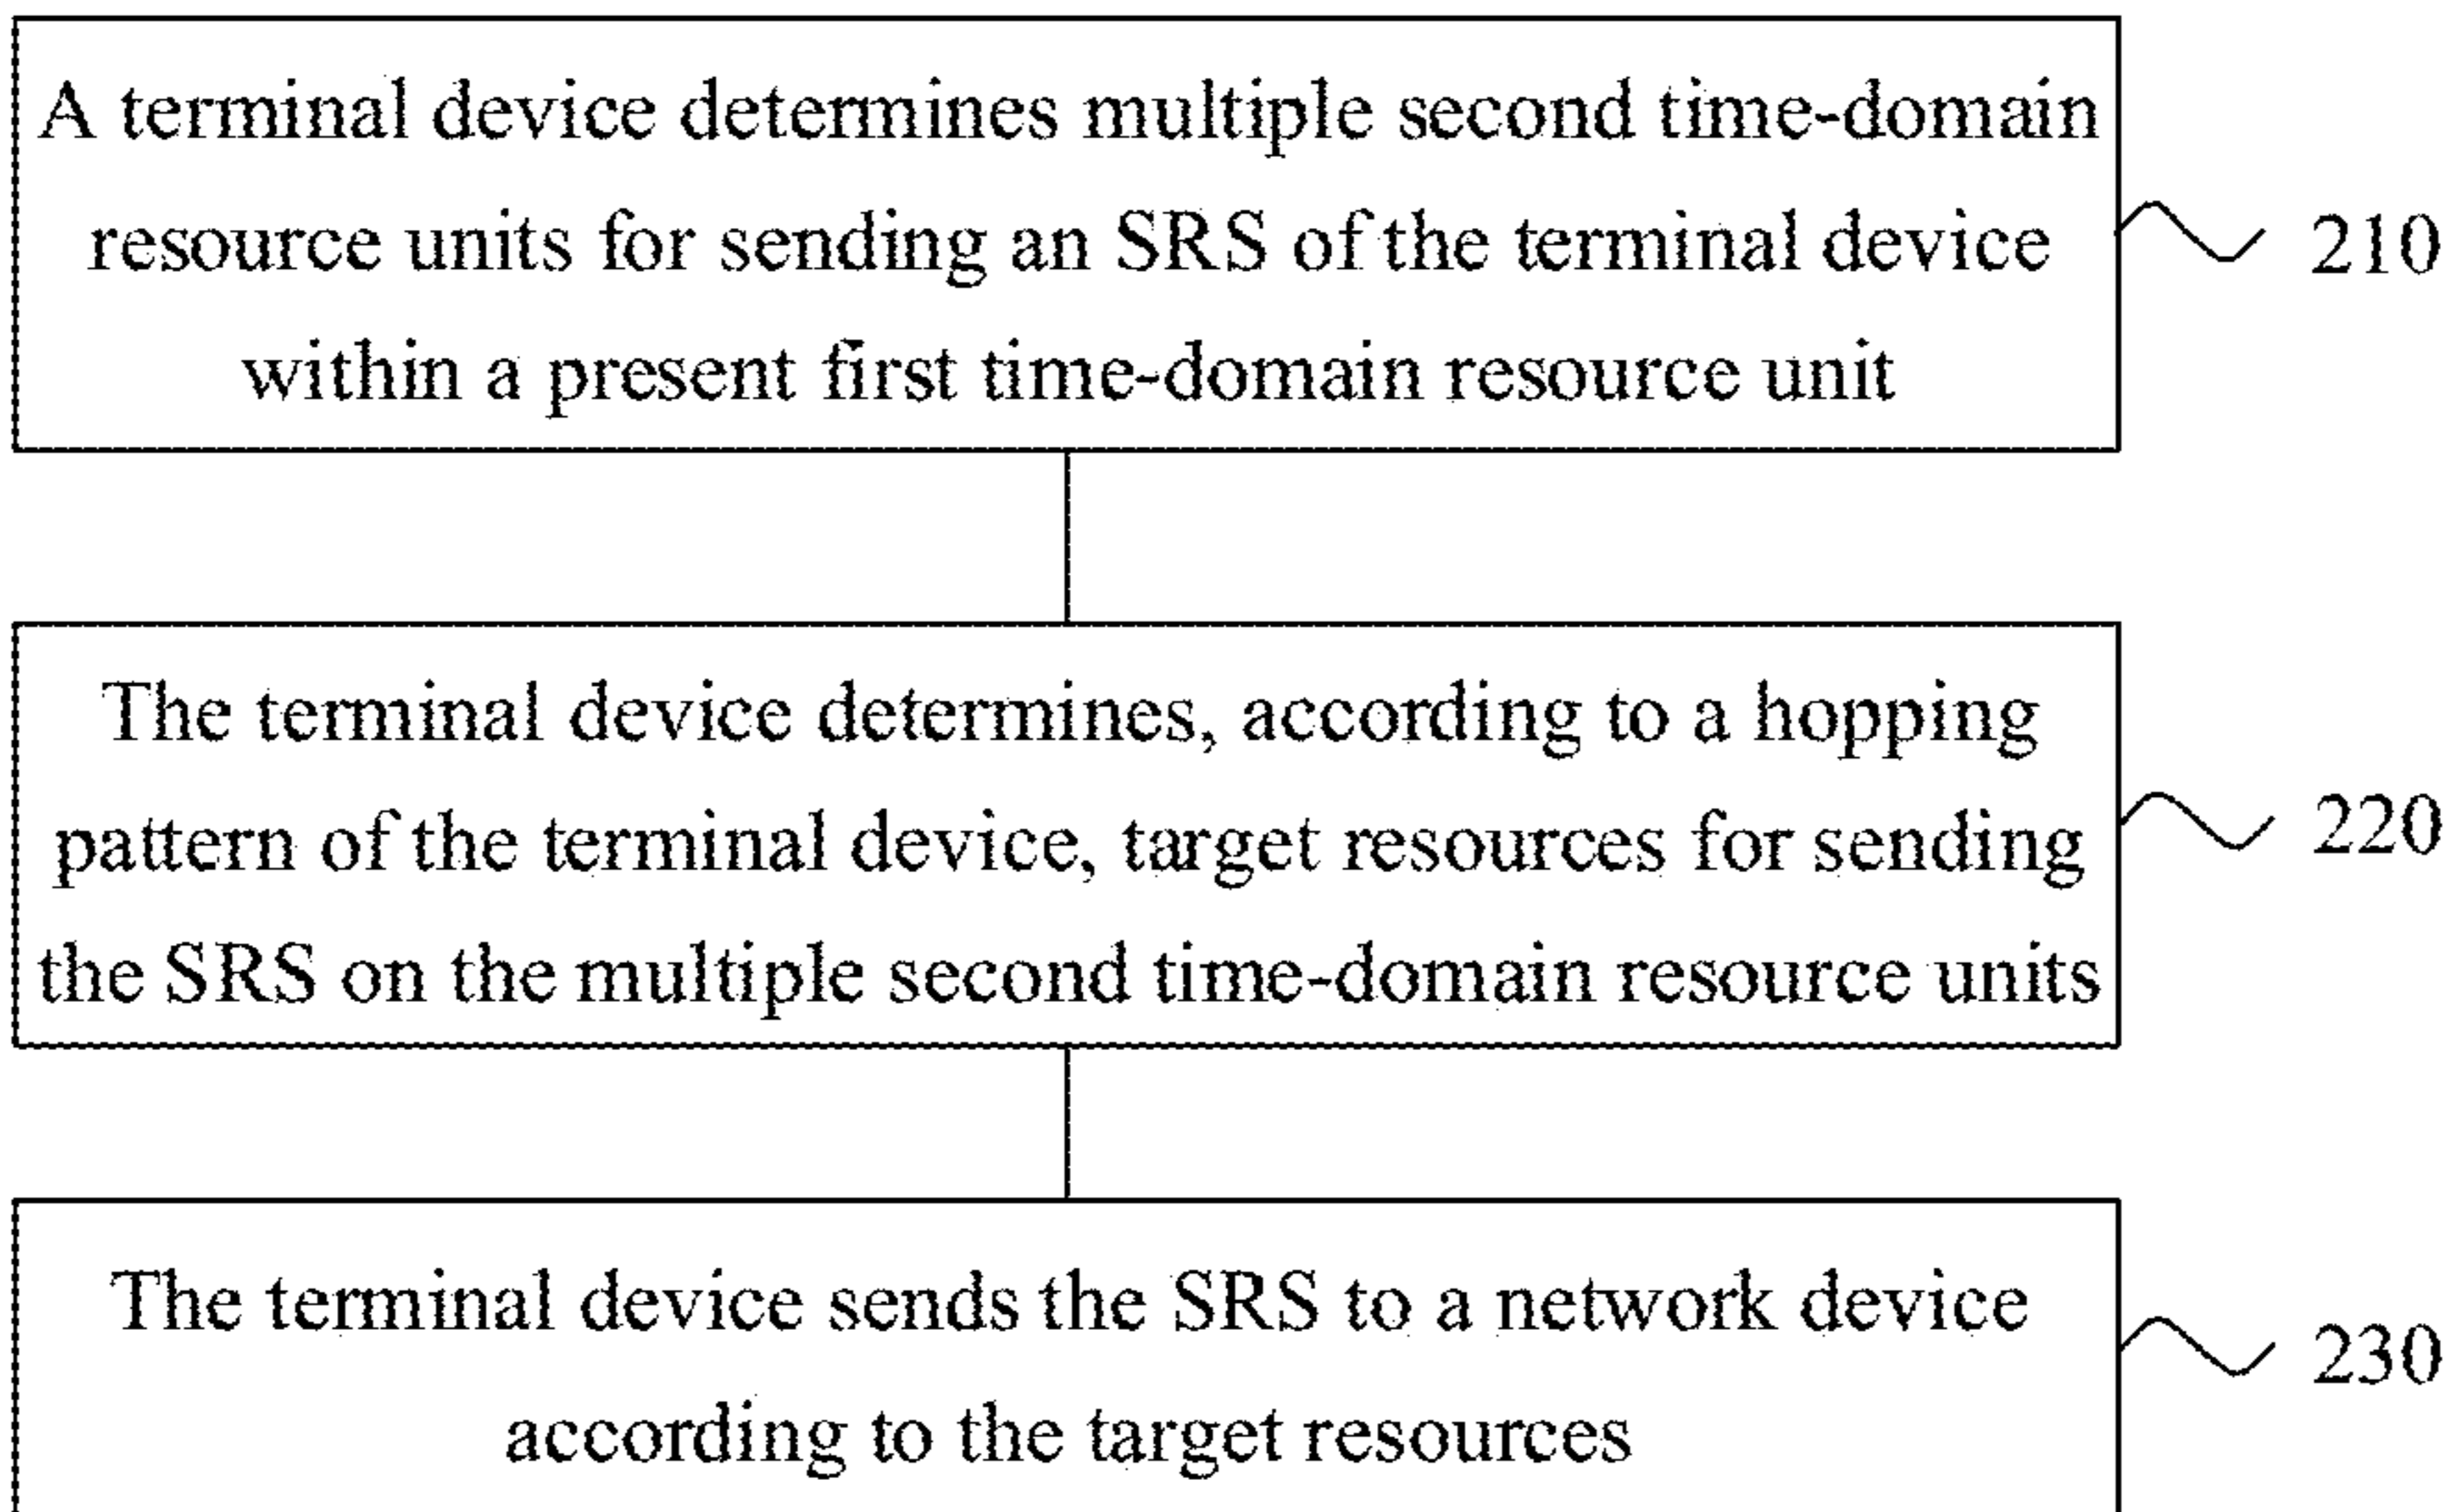 A terminal device determines multiple second time-domain
resource units for sending an SRS of the terminal device
within a present first time-domain resource unit
210
The terminal device determines, according to a hopping
pattern of the terminal device, target resources for sending
the SRS on the multiple second time-domain resource units
220
The terminal device sends the SRS to a network device
according to the target resources
230